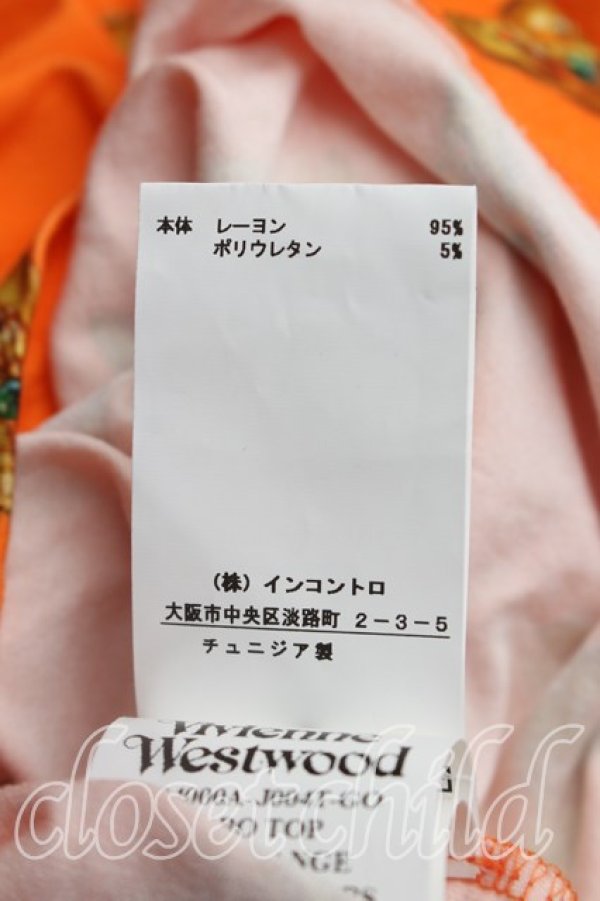 本体 レーヨン 95%
ポリウレタン 5%
(株) インコントロ
大阪市中央区淡路町 2-3-5
チュニジア製
Vivienne
Westwood
TOP
closetchild